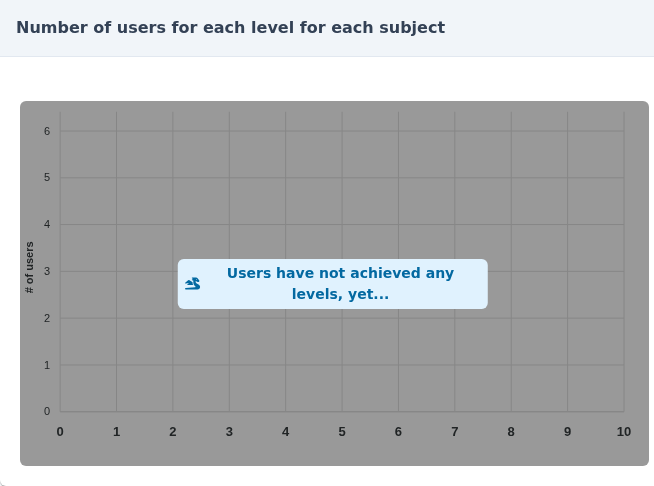 Number of users for each level for each subject
6
5
4
3
2
1
0
# of users
Users have not achieved any
levels, yet...
0 1 2 3 4 5 6 7 8 9 10